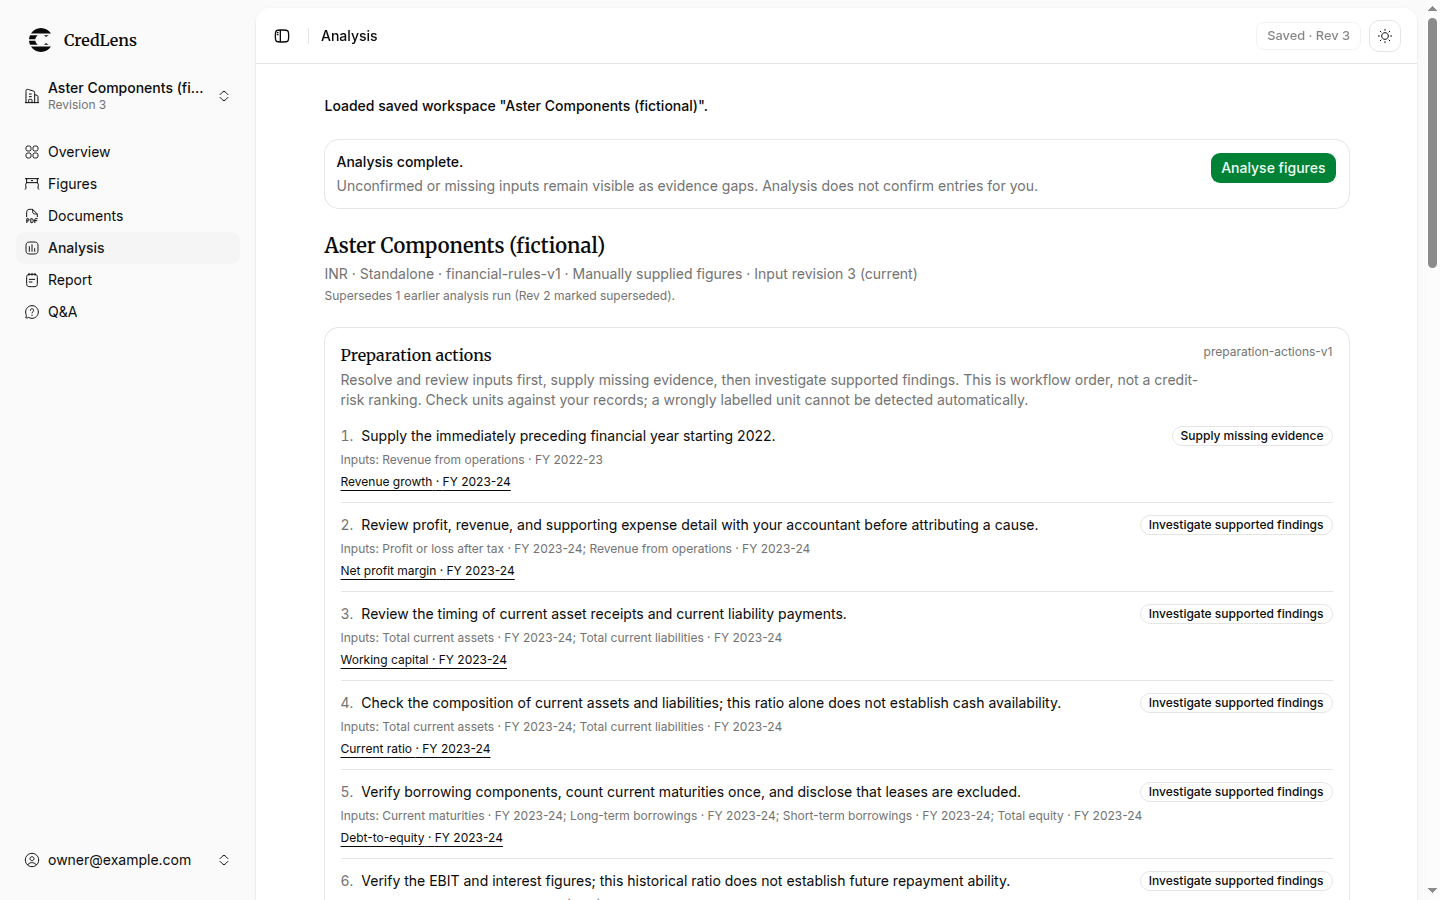 CredLens
Aster Components (fi...
Revision 3
Overview
Figures
Documents
Analysis
Report
Q&A
owner@example.com
Analysis
Saved · Rev 3
Loaded saved workspace "Aster Components (fictional)".
Analysis complete.
Unconfirmed or missing inputs remain visible as evidence gaps. Analysis does not confirm entries for you.
Analyse figures
Aster Components (fictional)
INR · Standalone · financial-rules-v1 · Manually supplied figures · Input revision 3 (current)
Supersedes 1 earlier analysis run (Rev 2 marked superseded).
Preparation actions
preparation-actions-v1
Resolve and review inputs first, supply missing evidence, then investigate supported findings. This is workflow order, not a credit-
risk ranking. Check units against your records; a wrongly labelled unit cannot be detected automatically.
1. Supply the immediately preceding financial year starting 2022.
Supply missing evidence
Inputs: Revenue from operations · FY 2022-23
Revenue growth · FY 2023-24
2. Review profit, revenue, and supporting expense detail with your accountant before attributing a cause.
Investigate supported findings
Inputs: Profit or loss after tax · FY 2023-24; Revenue from operations · FY 2023-24
Net profit margin · FY 2023-24
3. Review the timing of current asset receipts and current liability payments.
Investigate supported findings
Inputs: Total current assets · FY 2023-24; Total current liabilities · FY 2023-24
Working capital · FY 2023-24
4. Check the composition of current assets and liabilities; this ratio alone does not establish cash availability.
Investigate supported findings
Inputs: Total current assets · FY 2023-24; Total current liabilities · FY 2023-24
Current ratio · FY 2023-24
5. Verify borrowing components, count current maturities once, and disclose that leases are excluded.
Investigate supported findings
Inputs: Current maturities · FY 2023-24; Long-term borrowings · FY 2023-24; Short-term borrowings · FY 2023-24; Total equity · FY 2023-24
Debt-to-equity · FY 2023-24
6. Verify the EBIT and interest figures; this historical ratio does not establish future repayment ability.
Investigate supported findings